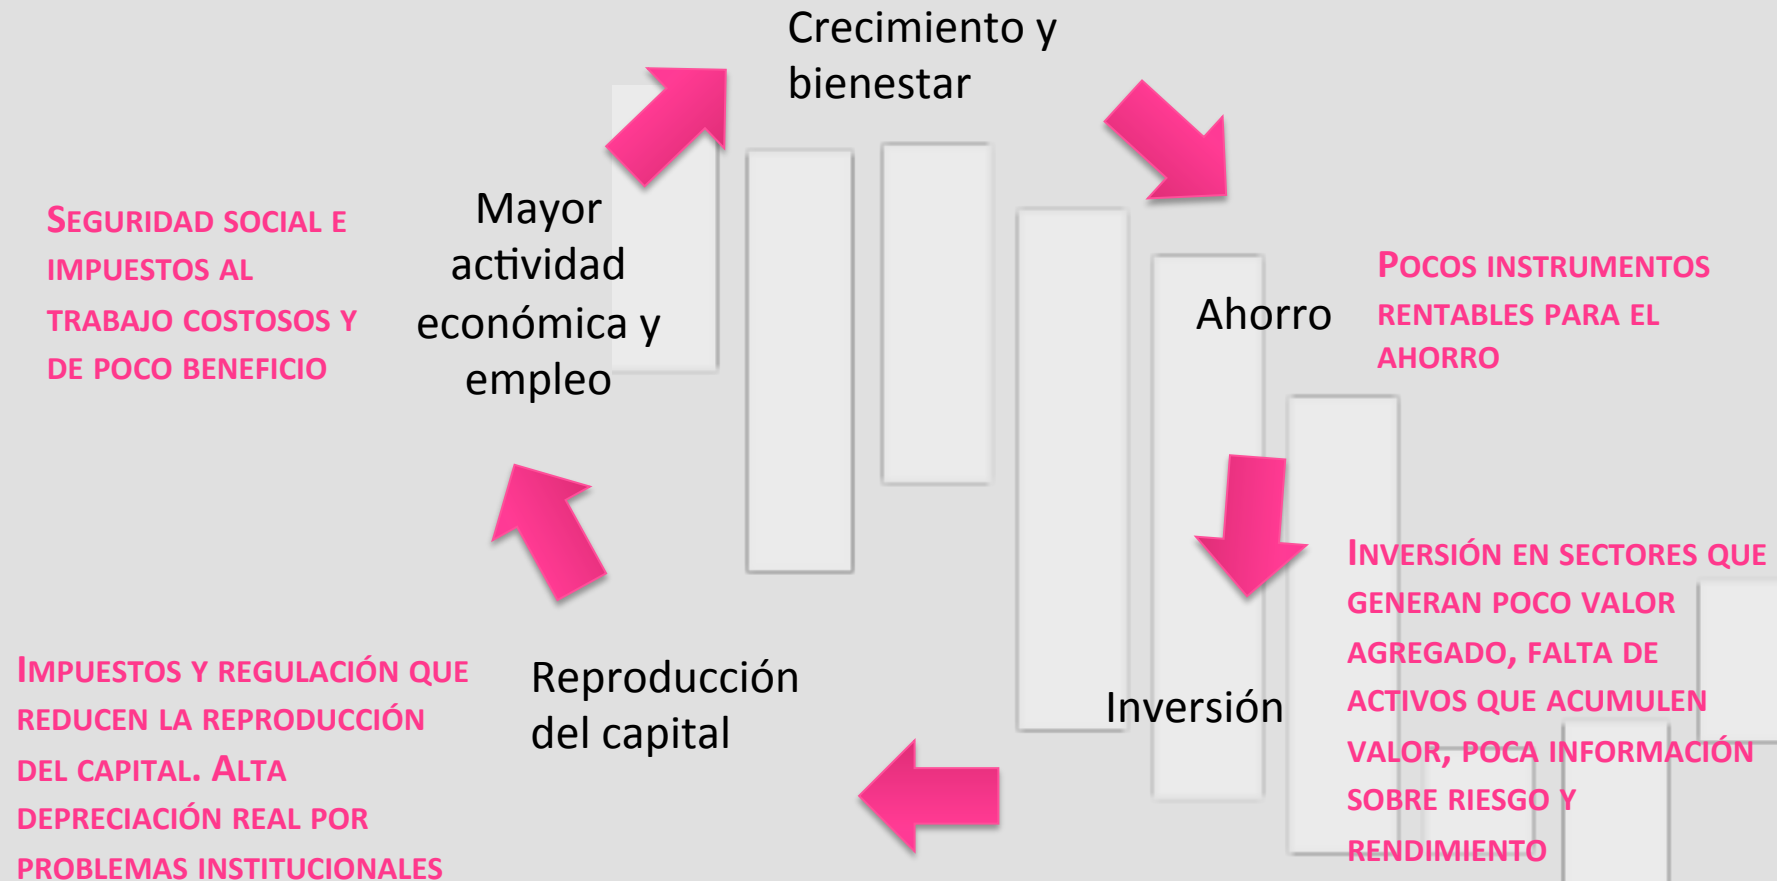 Crecimiento y
bienestar
SEGURIDAD SOCIAL E
IMPUESTOS AL
TRABAJO COSTOSOS Y
DE POCO BENEFICIO
Mayor
actividad
económica y
empleo
Ahorro
POCOS INSTRUMENTOS
RENTABLES PARA EL
AHORRO
IMPUESTOS Y REGULACIÓN QUE
REDUCEN LA REPRODUCCIÓN
DEL CAPITAL. ALTA
DEPRECIACIÓN REAL POR
PROBLEMAS INSTITUCIONALES
Reproducción
del capital
Inversión
INVERSIÓN EN SECTORES QUE
GENERAN POCO VALOR
AGREGADO, FALTA DE
ACTIVOS QUE ACUMULEN
VALOR, POCA INFORMACIÓN
SOBRE RIESGO Y
RENDIMIENTO